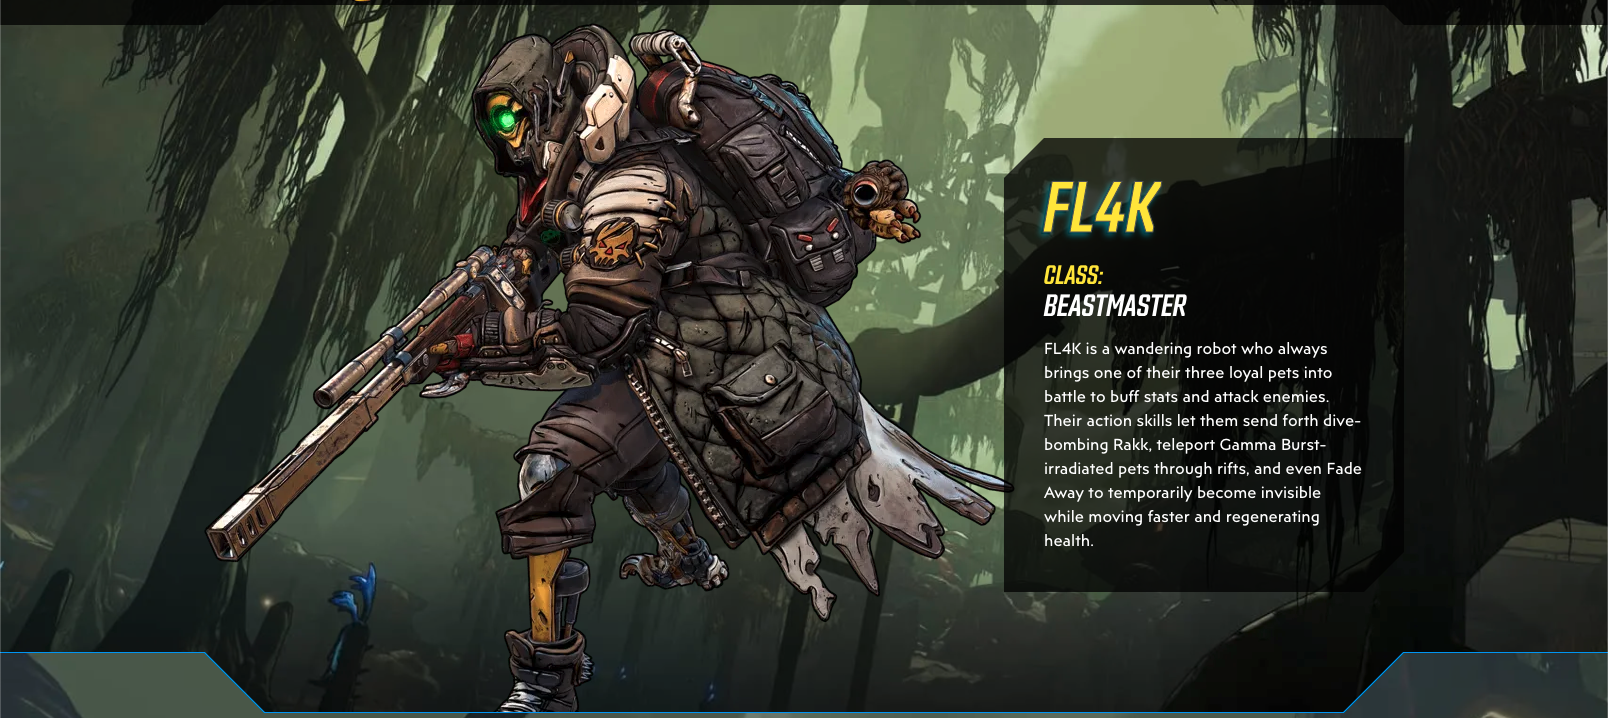 FL4K
CLASS:
BEASTMASTER
FL4K is a wandering robot who always
brings one of their three loyal pets into
battle to buff stats and attack enemies.
Their action skills let them send forth dive-
bombing Rakk, teleport Gamma Burst-
irradiated pets through rifts, and even Fade
Away to temporarily become invisible
while moving faster and regenerating
health.